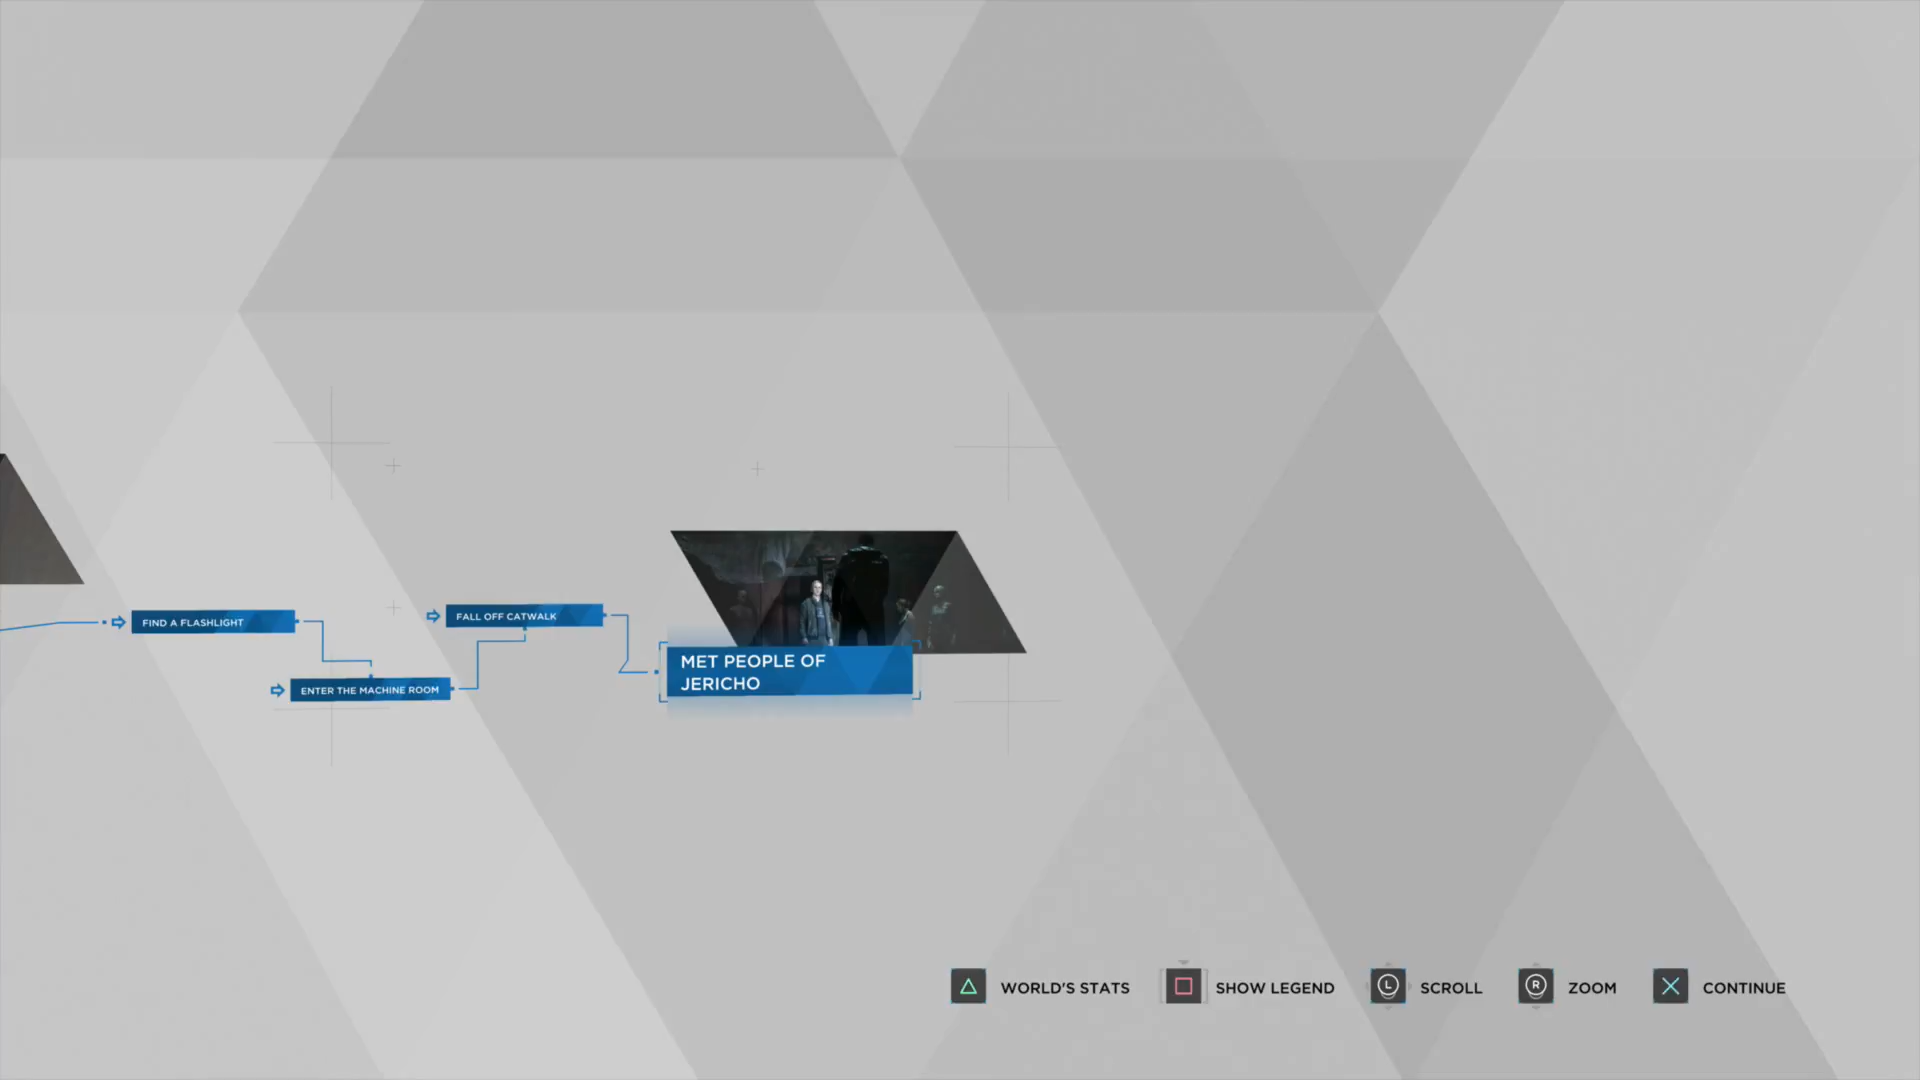 FIND A FLASHLIGHT
ENTER THE MACHINE ROOM
FALL OFF CATWALK
MET PEOPLE OF
JERICHO
WORLD'S STATS
SHOW LEGEND
L
SCROLL
R
ZOOM
CONTINUE